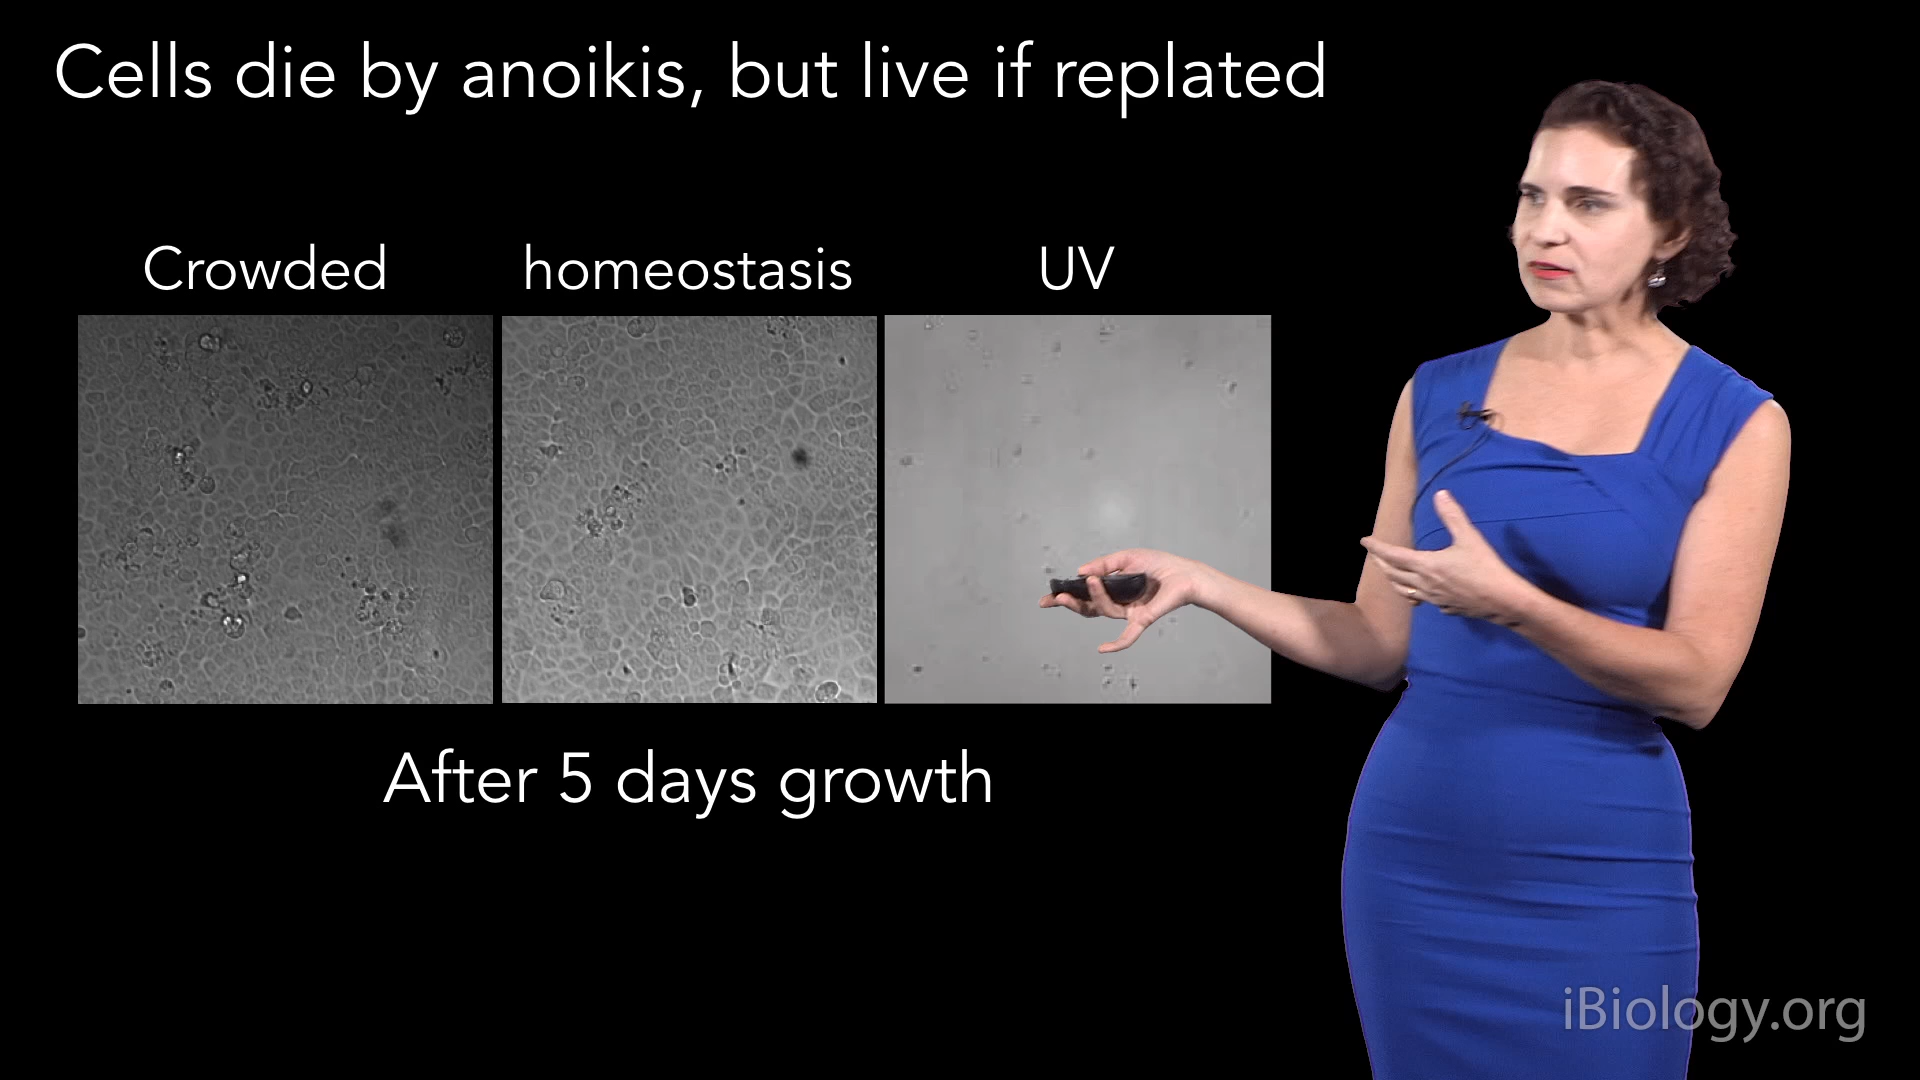 Cells die by anoikis, but live if replated
Crowded
homeostasis
UV
After 5 days growth
iBiology.org